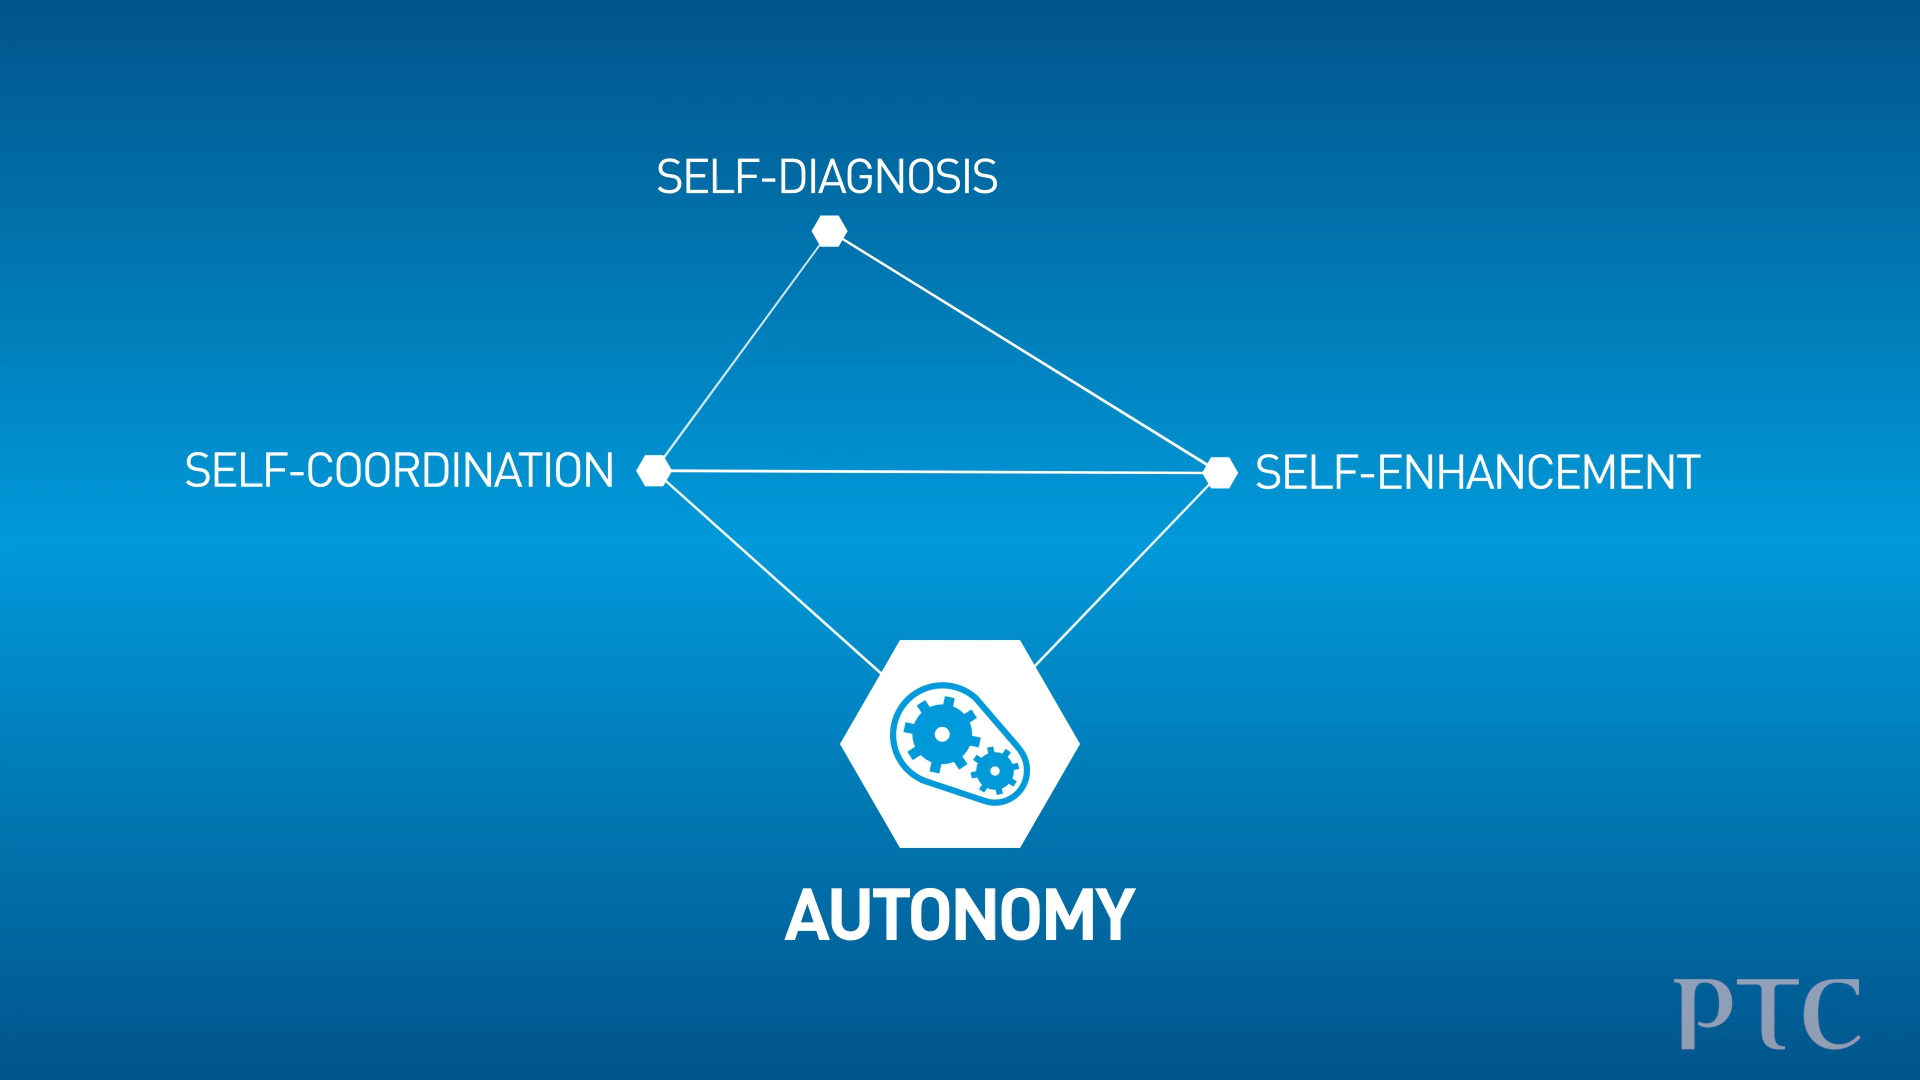 SELF-DIAGNOSIS
SELF-COORDINATION
SELF-ENHANCEMENT
AUTONOMY
PTC